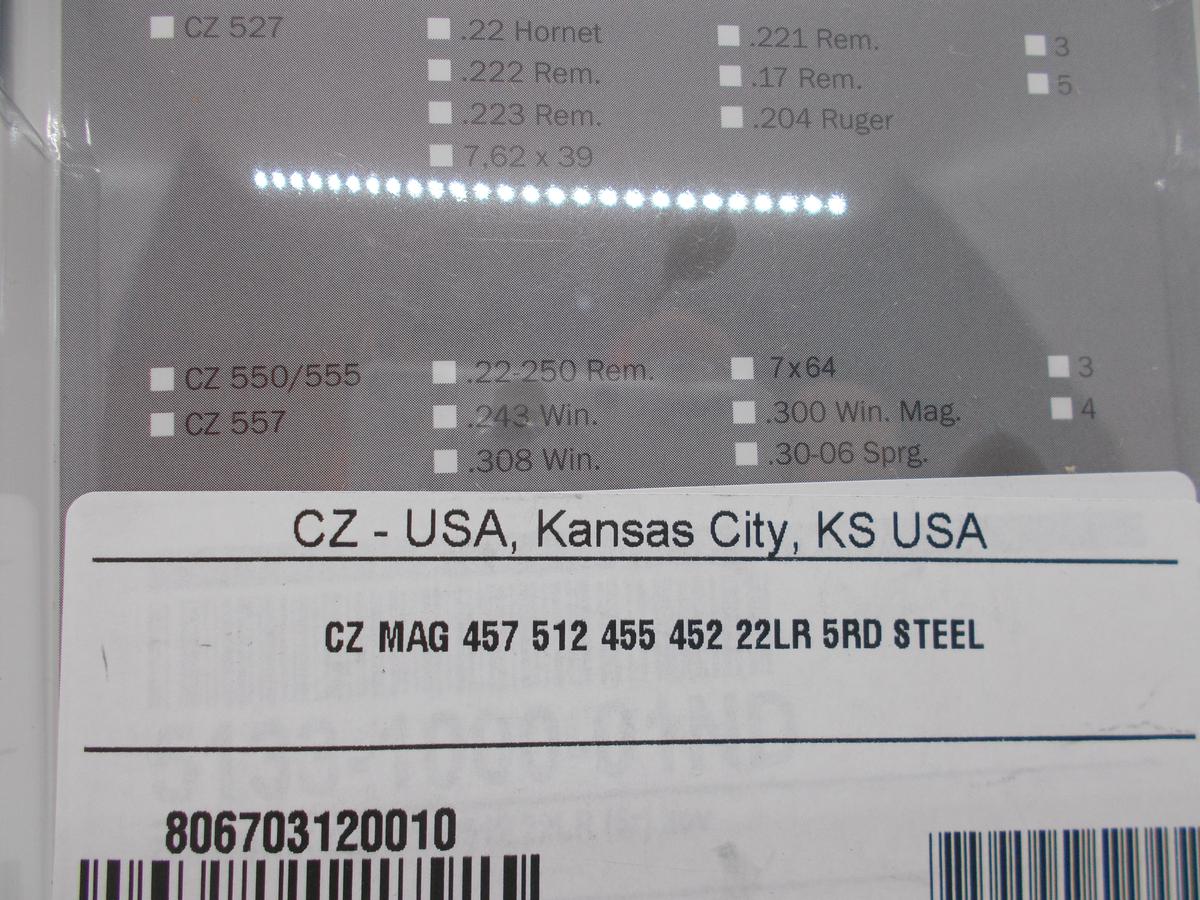 CZ 527 .22 Hornet .221 Rem. 3
.222 Rem. .17 Rem. 5
.223 Rem. .204 Ruger
7,62 x 39
CZ 550/555 .22-250 Rem. 7x64 3
CZ 557 .243 Win. .300 Win. Mag. 4
.308 Win. .30-06 Sprg.
CZ - USA, Kansas City, KS USA
CZ MAG 457 512 455 452 22LR 5RD STEEL
806703120010